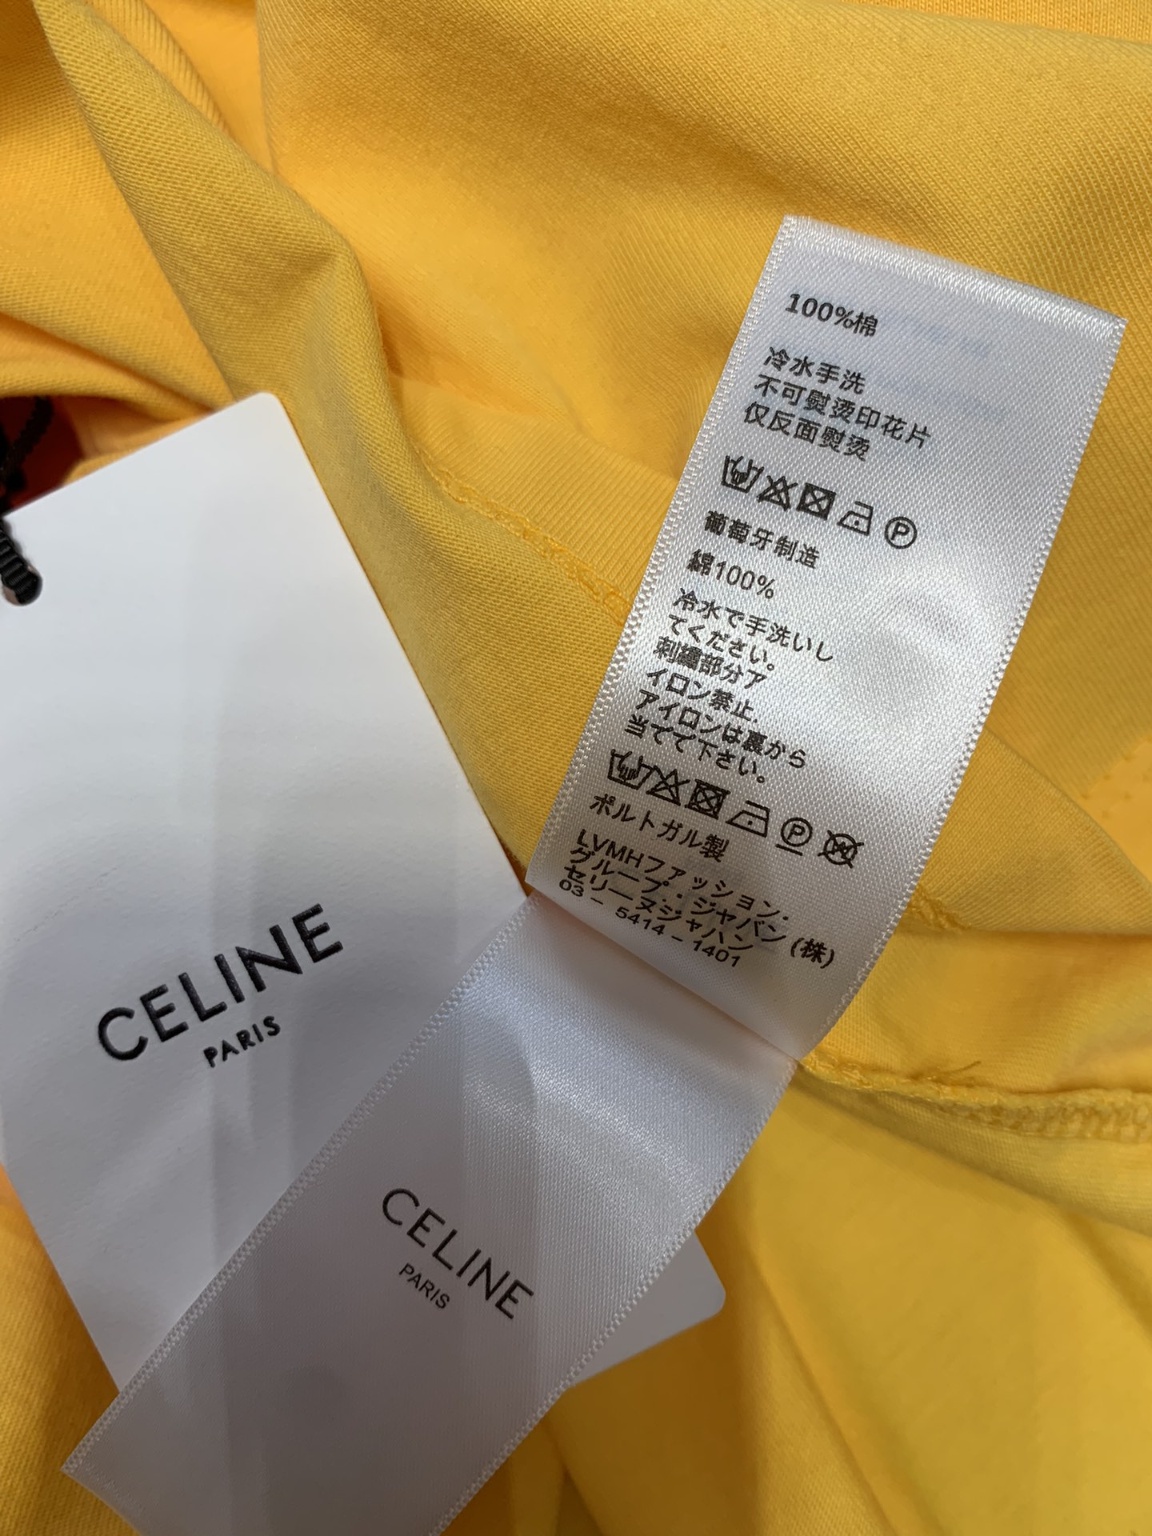 100%棉
冷水手洗
不可熨烫印花片
仅反面熨烫
P
葡萄牙制造
綿100%
冷水で手洗いし
てください。
刺繍部分ア
イロン禁止.
アイロンは裏から
当てて下さい。
P W
ポルトガル製
LVMHファッション・
グループ・ジャパン(株)
セリーヌジャパン
03 - 5414 - 1401
CELINE
PARIS
CELINE
PARIS